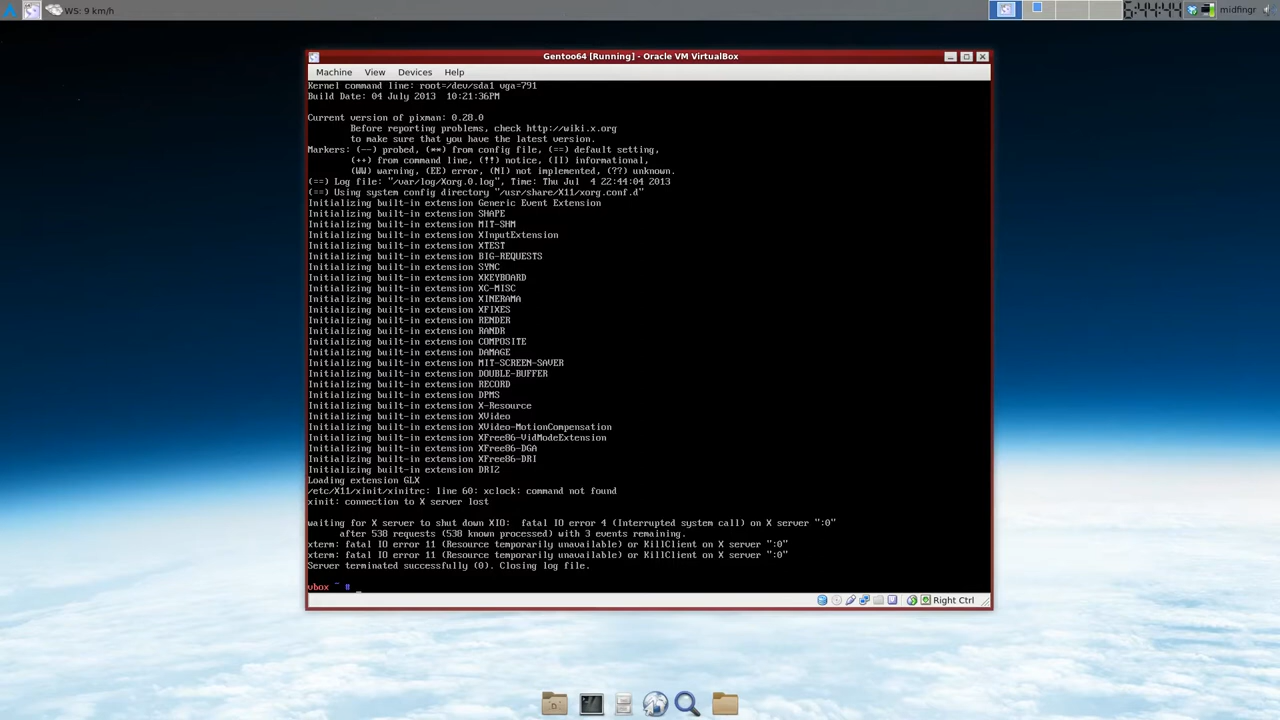 WS: 9 km/h
6:44:44
midfingr
Gentoo64 [Running] - Oracle VM VirtualBox
Machine View Devices Help
Kernel command line: root=/dev/sda1 vga=791
Build Date: 04 July 2013 10:21:36PM
Current version of pixman: 0.28.0
Before reporting problems, check http://wiki.x.org
to make sure that you have the latest version.
Markers: (--) probed, (**) from config file, (==) default setting,
(++) from command line, (!!) notice, (II) informational,
(WW) warning, (EE) error, (NI) not implemented, (??) unknown.
(==) Log file: "/var/log/Xorg.0.log", Time: Thu Jul  4 22:44:04 2013
(==) Using system config directory "/usr/share/X11/xorg.conf.d"
Initializing built-in extension Generic Event Extension
Initializing built-in extension SHAPE
Initializing built-in extension MIT-SHM
Initializing built-in extension XInputExtension
Initializing built-in extension XTEST
Initializing built-in extension BIG-REQUESTS
Initializing built-in extension SYNC
Initializing built-in extension XKEYBOARD
Initializing built-in extension XC-MISC
Initializing built-in extension XINERAMA
Initializing built-in extension XFIXES
Initializing built-in extension RENDER
Initializing built-in extension RANDR
Initializing built-in extension COMPOSITE
Initializing built-in extension DAMAGE
Initializing built-in extension MIT-SCREEN-SAVER
Initializing built-in extension DOUBLE-BUFFER
Initializing built-in extension RECORD
Initializing built-in extension DPMS
Initializing built-in extension X-Resource
Initializing built-in extension XVideo
Initializing built-in extension XVideo-MotionCompensation
Initializing built-in extension XFree86-VidModeExtension
Initializing built-in extension XFree86-DGA
Initializing built-in extension XFree86-DRI
Initializing built-in extension DRI2
Loading extension GLX
/etc/X11/xinit/xinitrc: line 60: xclock: command not found
xinit: connection to X server lost
waiting for X server to shut down XIO:  fatal IO error 4 (Interrupted system call) on X server ":0"
after 538 requests (538 known processed) with 3 events remaining.
xterm: fatal IO error 11 (Resource temporarily unavailable) or KillClient on X server ":0"
xterm: fatal IO error 11 (Resource temporarily unavailable) or KillClient on X server ":0"
Server terminated successfully (0). Closing log file.
vbox ~ # _
Right Ctrl